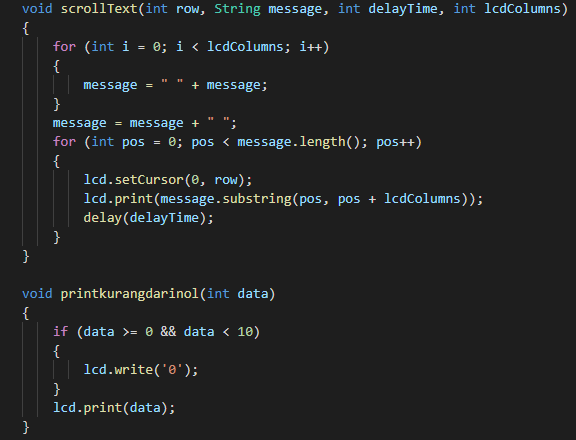 void scrollText(int row, String message, int delayTime, int lcdColumns)
{
    for (int i = 0; i < lcdColumns; i++)
    {
        message = " " + message;
    }
    message = message + " ";
    for (int pos = 0; pos < message.length(); pos++)
    {
        lcd.setCursor(0, row);
        lcd.print(message.substring(pos, pos + lcdColumns));
        delay(delayTime);
    }
}

void printkurangdarinol(int data)
{
    if (data >= 0 && data < 10)
    {
        lcd.write('0');
    }
    lcd.print(data);
}